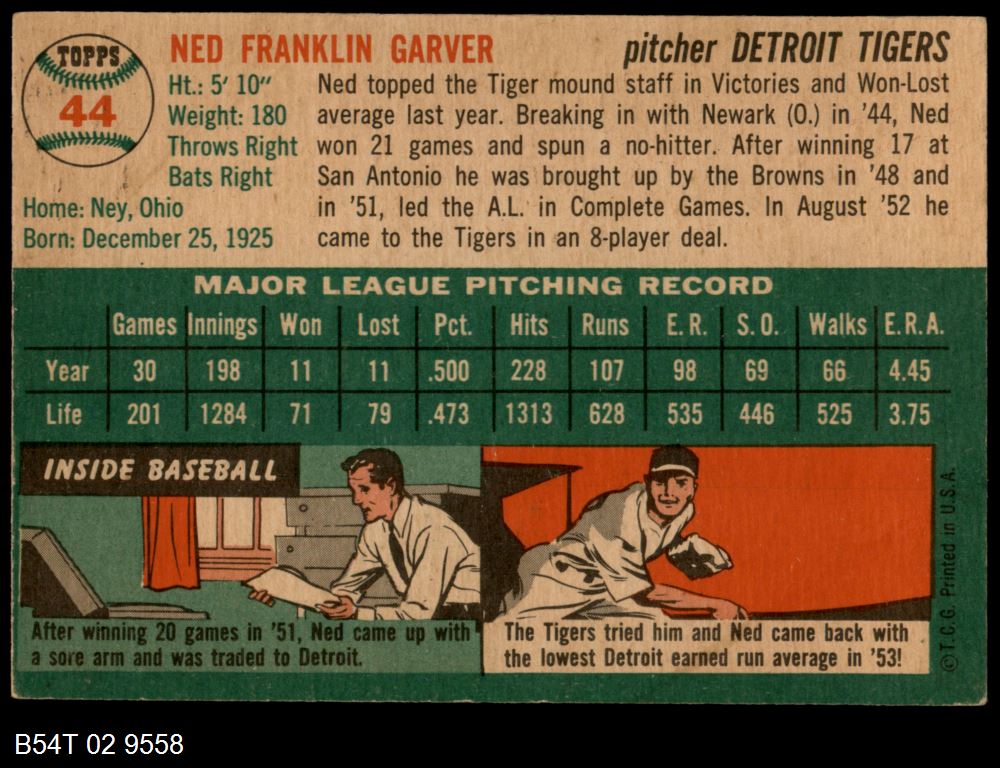 TOPPS
44
NED FRANKLIN GARVER
pitcher DETROIT TIGERS
Ht.: 5' 10"
Weight: 180
Throws Right
Bats Right
Home: Ney, Ohio
Born: December 25, 1925
Ned topped the Tiger mound staff in Victories and Won-Lost
average last year. Breaking in with Newark (O.) in '44, Ned
won 21 games and spun a no-hitter. After winning 17 at
San Antonio he was brought up by the Browns in '48 and
in '51, led the A.L. in Complete Games. In August '52 he
came to the Tigers in an 8-player deal.
MAJOR LEAGUE PITCHING RECORD
Games Innings Won Lost Pct. Hits Runs E.R. S.O. Walks E.R.A.
Year 30 198 11 11 .500 228 107 98 69 66 4.45
Life 201 1284 71 79 .473 1313 628 535 446 525 3.75
INSIDE BASEBALL
After winning 20 games in '51, Ned came up with
a sore arm and was traded to Detroit.
The Tigers tried him and Ned came back with
the lowest Detroit earned run average in '53!
©T.C.G. Printed in U.S.A.
B54T 02 9558